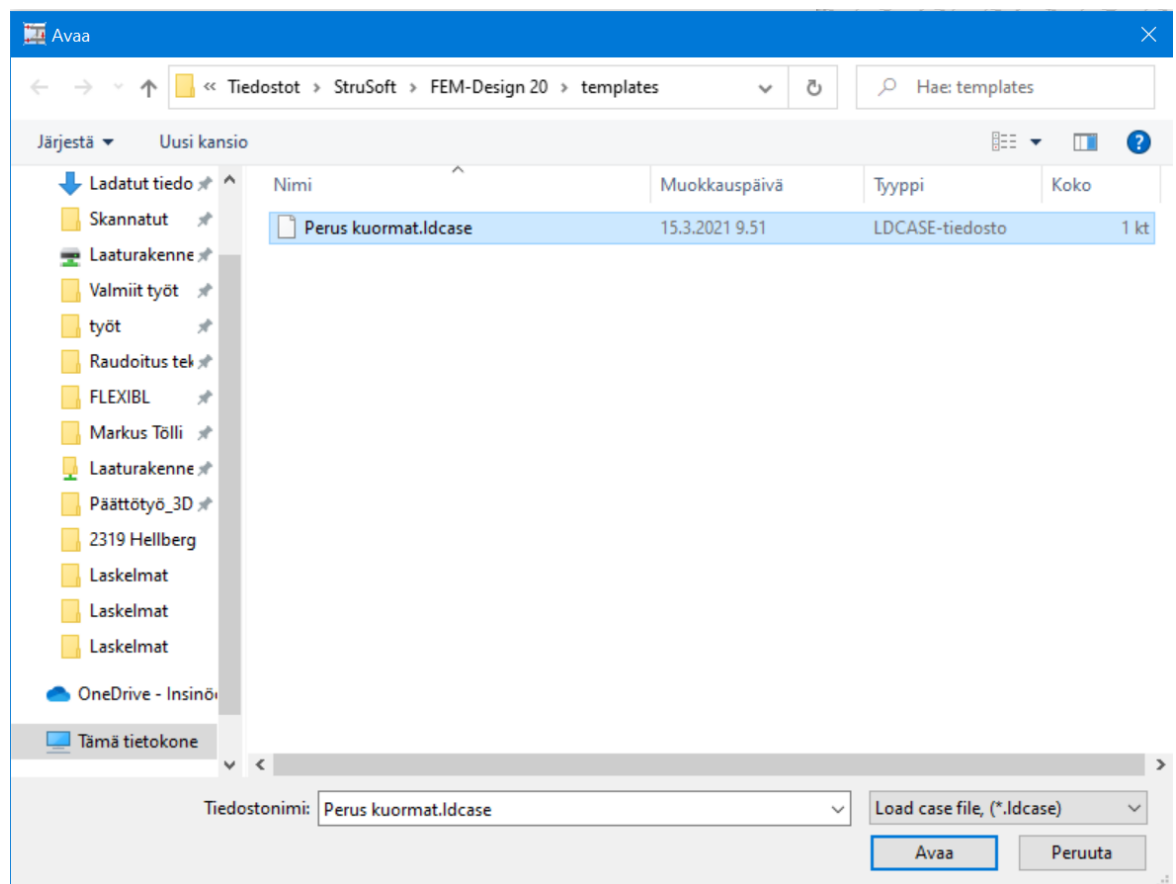 Avaa
« Tiedostot › StruSoft › FEM-Design 20 › templates
Hae: templates
Järjestä
Uusi kansio
Nimi
Muokkauspäivä
Tyyppi
Koko
Perus kuormat.ldcase
15.3.2021 9.51
LDCASE-tiedosto
1 kt
Ladatut tiedo
Skannatut
Laaturakenne
Valmiit työt
työt
Raudoitus tek
FLEXIBL
Markus Tölli
Laaturakenne
Päättötyö_3D
2319 Hellberg
Laskelmat
Laskelmat
Laskelmat
OneDrive - Insinö
Tämä tietokone
Tiedostonimi:
Perus kuormat.ldcase
Load case file, (*.ldcase)
Avaa
Peruuta